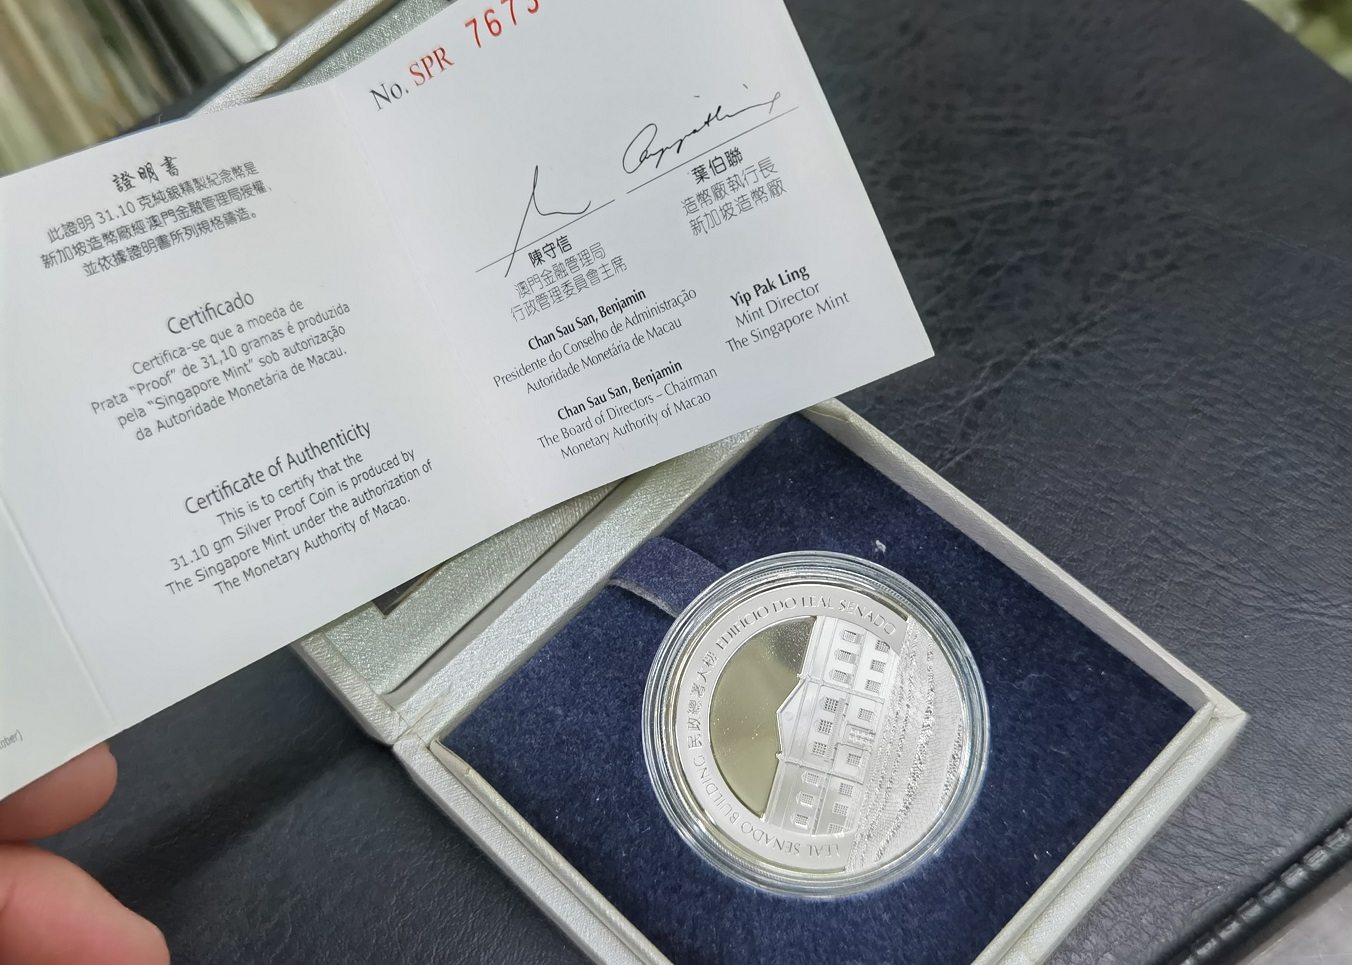 證明書
此證明 31.10 克純銀精製紀念幣是
新加坡造幣廠經澳門金融管理局授權,
並依據證明書所列規格鑄造。
Certificado
Certifica-se que a moeda de
Prata "Proof" de 31.10 gramas é produzida
pela "Singapore Mint" sob autorização
da Autoridade Monetária de Macau.
Certificate of Authenticity
This is to certify that the
31.10 gm Silver Proof Coin is produced by
The Singapore Mint under the authorization of
The Monetary Authority of Macao.
No. SPR 7673
陳守信
澳門金融管理局
行政管理委員會主席
Chan Sau San, Benjamin
Presidente do Conselho de Administração
Autoridade Monetária de Macau
Chan Sau San, Benjamin
The Board of Directors – Chairman
Monetary Authority of Macao
葉伯聯
造幣廠執行長
新加坡造幣廠
Yip Pak Ling
Mint Director
The Singapore Mint
民政總署大樓 EDIFÍCIO DO LEAL SENADO
LEAL SENADO BUILDING